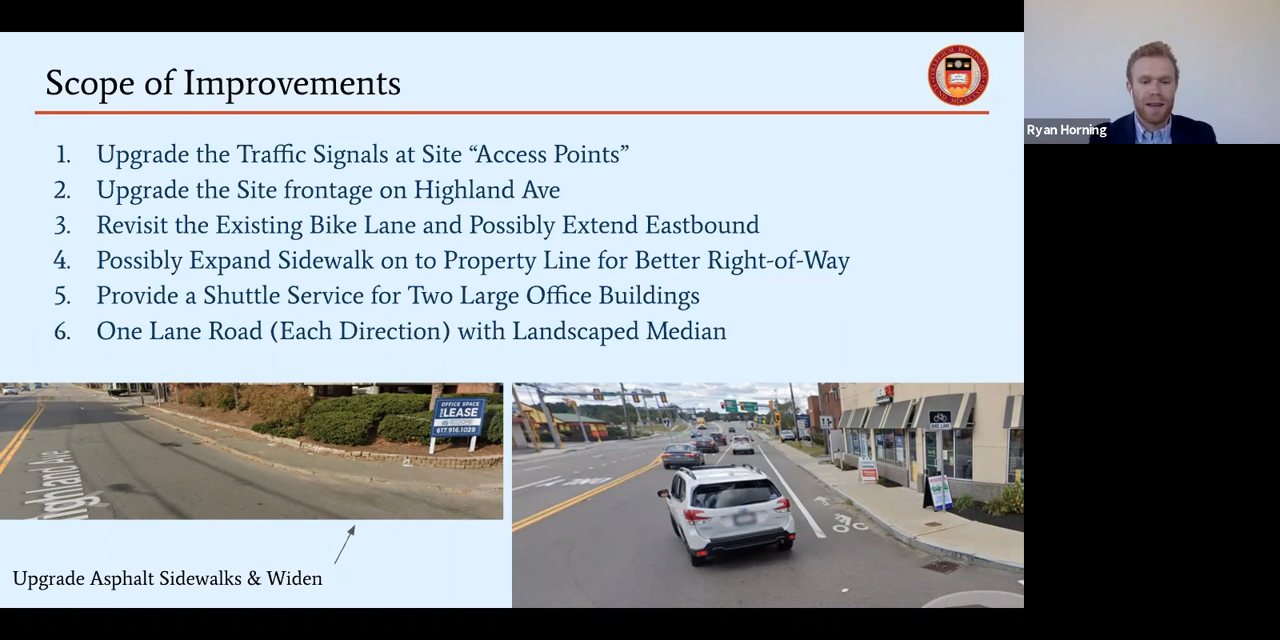 Scope of Improvements
1. Upgrade the Traffic Signals at Site “Access Points”
2. Upgrade the Site frontage on Highland Ave
3. Revisit the Existing Bike Lane and Possibly Extend Eastbound
4. Possibly Expand Sidewalk on to Property Line for Better Right-of-Way
5. Provide a Shuttle Service for Two Large Office Buildings
6. One Lane Road (Each Direction) with Landscaped Median
Ryan Horning
OFFICE SPACE
LEASE
617.916.1028
Highland Ave
BIKE LANE
Upgrade Asphalt Sidewalks & Widen